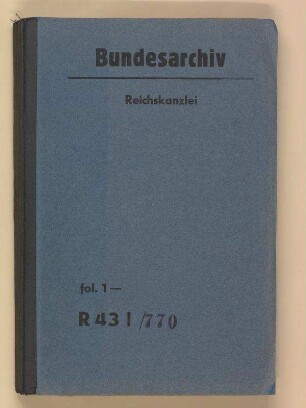 Bundesarchiv
Reichskanzlei
fol. 1 —
R 43 I /770